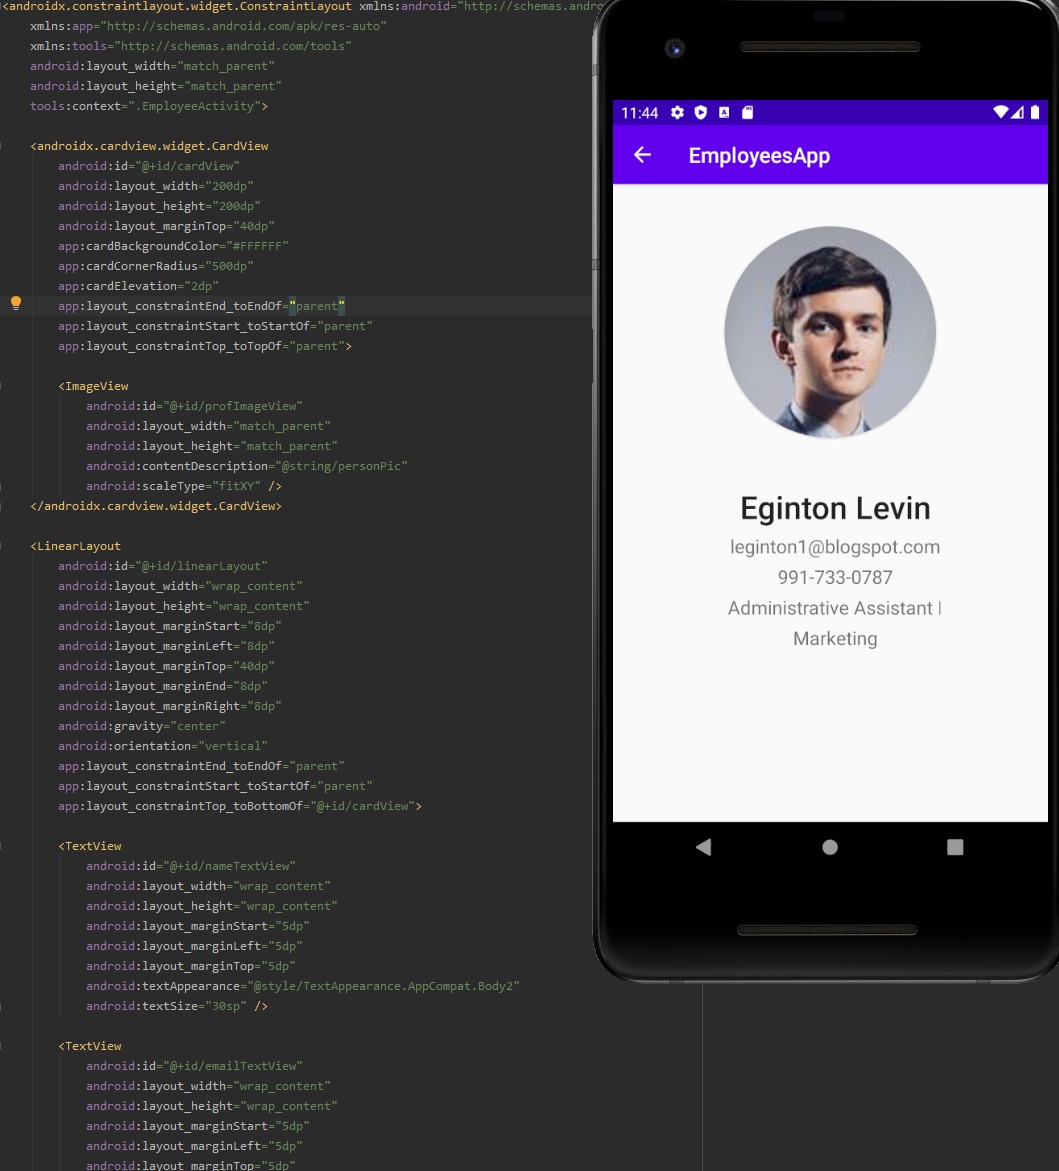 <androidx.constraintlayout.widget.ConstraintLayout xmlns:android="http://schemas.andro
xmlns:app="http://schemas.android.com/apk/res-auto"
xmlns:tools="http://schemas.android.com/tools"
android:layout_width="match_parent"
android:layout_height="match_parent"
tools:context=".EmployeeActivity">
<androidx.cardview.widget.CardView
android:id="@+id/cardView"
android:layout_width="200dp"
android:layout_height="200dp"
android:layout_marginTop="40dp"
app:cardBackgroundColor="#FFFFFF"
app:cardCornerRadius="500dp"
app:cardElevation="2dp"
app:layout_constraintEnd_toEndOf="parent"
app:layout_constraintStart_toStartOf="parent"
app:layout_constraintTop_toTopOf="parent">
<ImageView
android:id="@+id/profImageView"
android:layout_width="match_parent"
android:layout_height="match_parent"
android:contentDescription="@string/personPic"
android:scaleType="fitXY" />
</androidx.cardview.widget.CardView>
<LinearLayout
android:id="@+id/linearLayout"
android:layout_width="wrap_content"
android:layout_height="wrap_content"
android:layout_marginStart="8dp"
android:layout_marginLeft="8dp"
android:layout_marginTop="40dp"
android:layout_marginEnd="8dp"
android:layout_marginRight="8dp"
android:gravity="center"
android:orientation="vertical"
app:layout_constraintEnd_toEndOf="parent"
app:layout_constraintStart_toStartOf="parent"
app:layout_constraintTop_toBottomOf="@+id/cardView">
<TextView
android:id="@+id/nameTextView"
android:layout_width="wrap_content"
android:layout_height="wrap_content"
android:layout_marginStart="5dp"
android:layout_marginLeft="5dp"
android:layout_marginTop="5dp"
android:textAppearance="@style/TextAppearance.AppCompat.Body2"
android:textSize="30sp" />
<TextView
android:id="@+id/emailTextView"
android:layout_width="wrap_content"
android:layout_height="wrap_content"
android:layout_marginStart="5dp"
android:layout_marginLeft="5dp"
android:layout_marginTop="5dp"
11:44
EmployeesApp
Eginton Levin
leginton1@blogspot.com
991-733-0787
Administrative Assistant I
Marketing